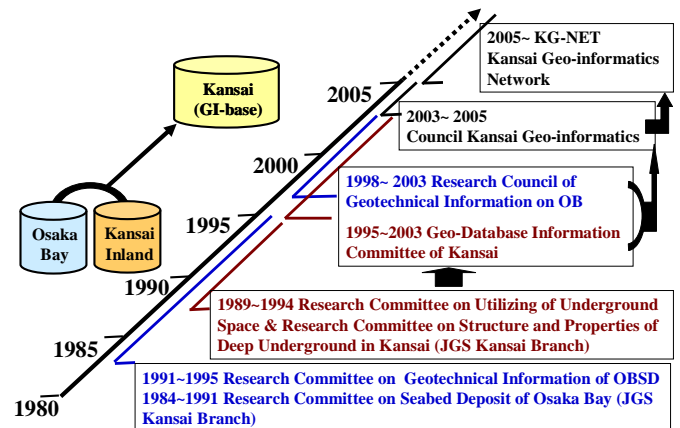 2005~ KG-NET
Kansai Geo-informatics
Network
2003~ 2005
Council Kansai Geo-informatics
1998~ 2003 Research Council of
Geotechnical Information on OB
1995~2003 Geo-Database Information
Committee of Kansai
1989~1994 Research Committee on Utilizing of Underground
Space & Research Committee on Structure and Properties of
Deep Underground in Kansai (JGS Kansai Branch)
1991~1995 Research Committee on  Geotechnical Information of OBSD
1984~1991 Research Committee on Seabed Deposit of Osaka Bay (JGS
Kansai Branch)
Kansai
(GI-base)
Osaka
Bay
Kansai
Inland
2005
2000
1995
1990
1985
1980